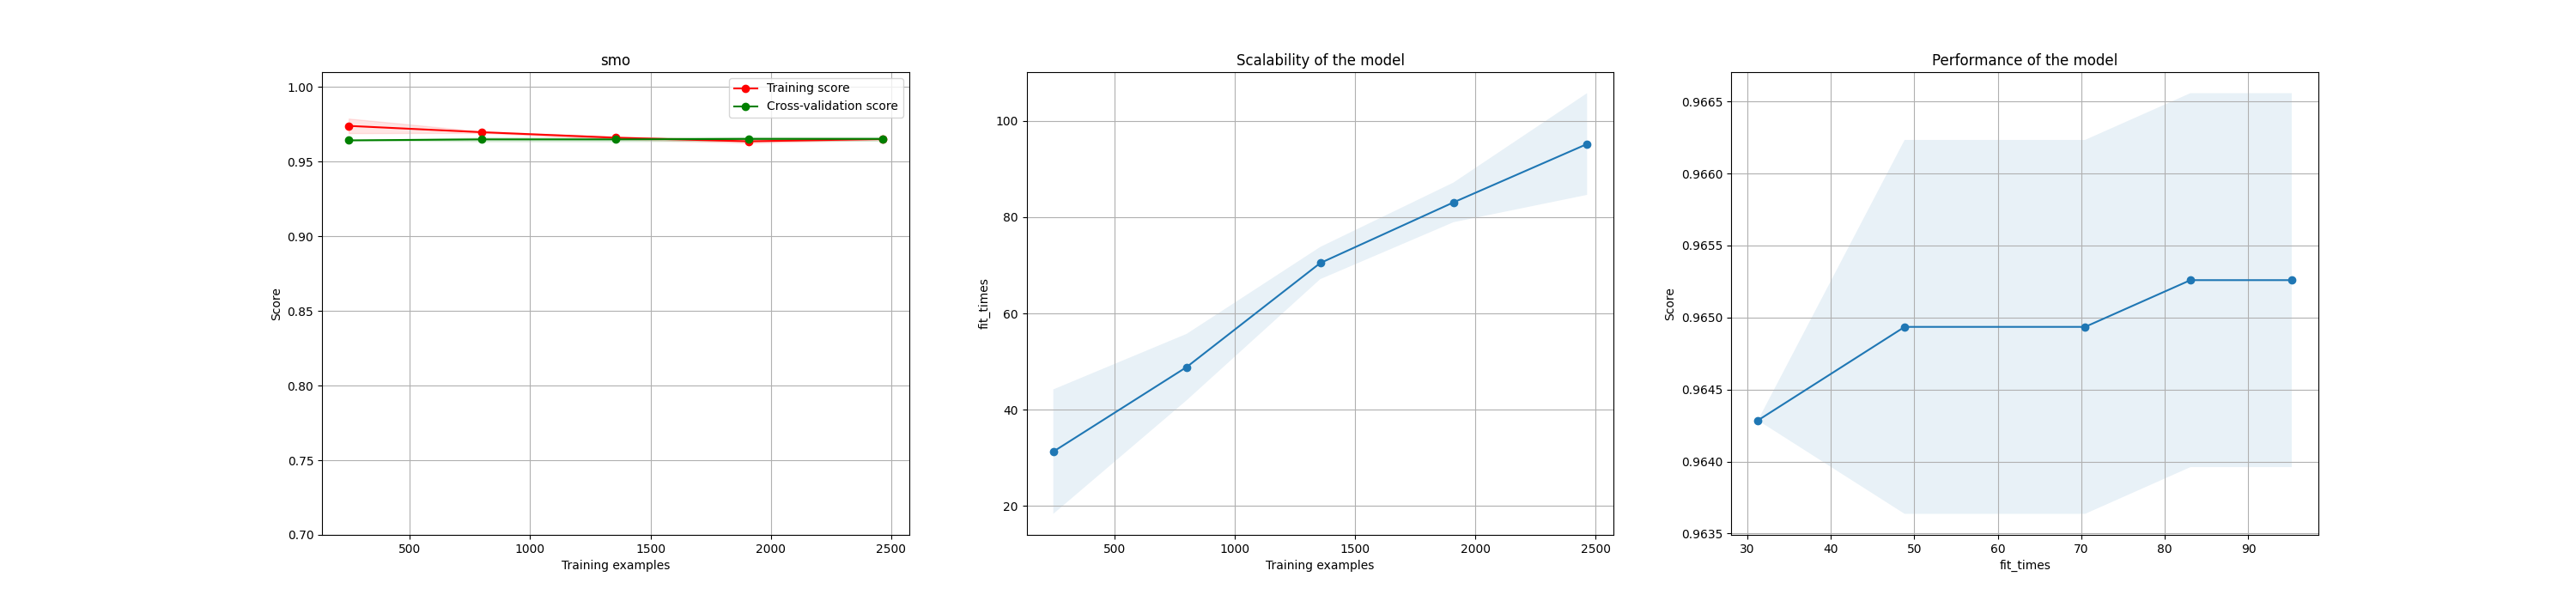 smo
Training score
Cross-validation score
1.00
0.95
0.90
0.85
0.80
0.75
0.70
Score
500 1000 1500 2000 2500
Training examples
Scalability of the model
100
80
60
40
20
fit_times
500 1000 1500 2000 2500
Training examples
Performance of the model
0.9665
0.9660
0.9655
0.9650
0.9645
0.9640
0.9635
Score
30 40 50 60 70 80 90
fit_times